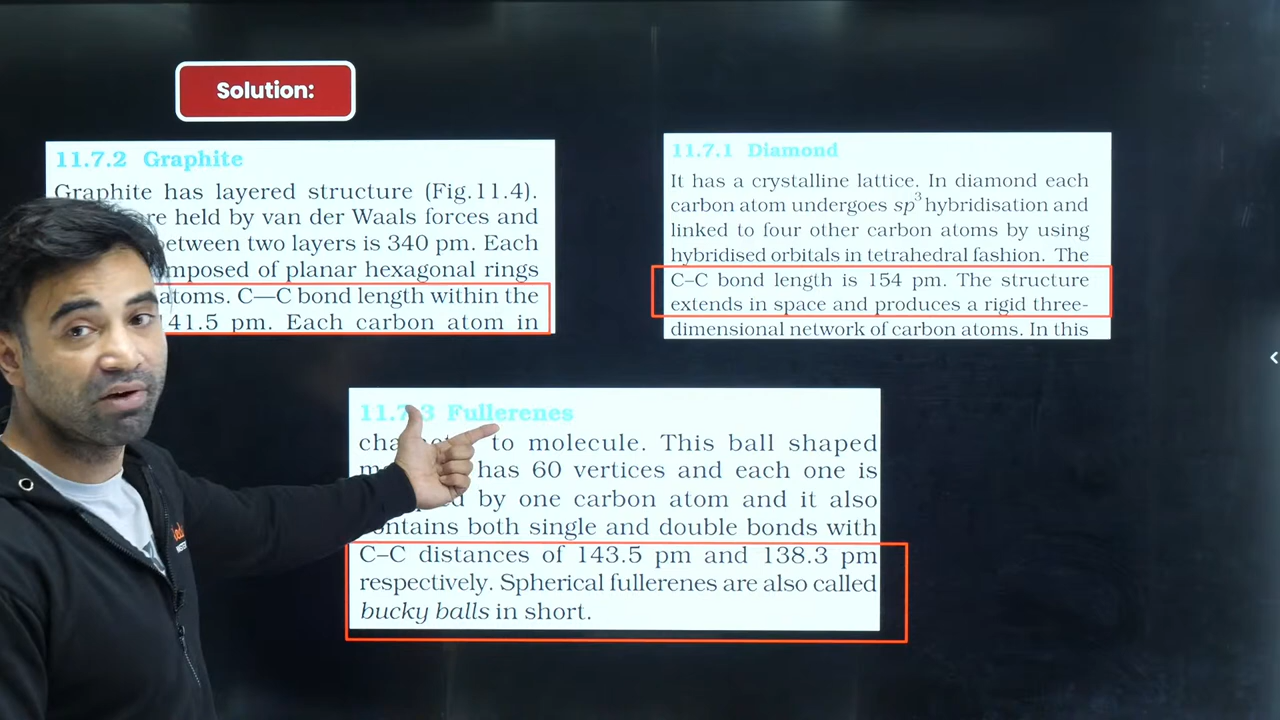 Solution:
11.7.2 Graphite
Graphite has layered structure (Fig.11.4).
re held by van der Waals forces and
between two layers is 340 pm. Each
mposed of planar hexagonal rings
atoms. C—C bond length within the
41.5 pm. Each carbon atom in
11.7.1 Diamond
It has a crystalline lattice. In diamond each
carbon atom undergoes sp³ hybridisation and
linked to four other carbon atoms by using
hybridised orbitals in tetrahedral fashion. The
C–C bond length is 154 pm. The structure
extends in space and produces a rigid three-
dimensional network of carbon atoms. In this
11.7.3 Fullerenes
to molecule. This ball shaped
has 60 vertices and each one is
by one carbon atom and it also
contains both single and double bonds with
C–C distances of 143.5 pm and 138.3 pm
respectively. Spherical fullerenes are also called
bucky balls in short.